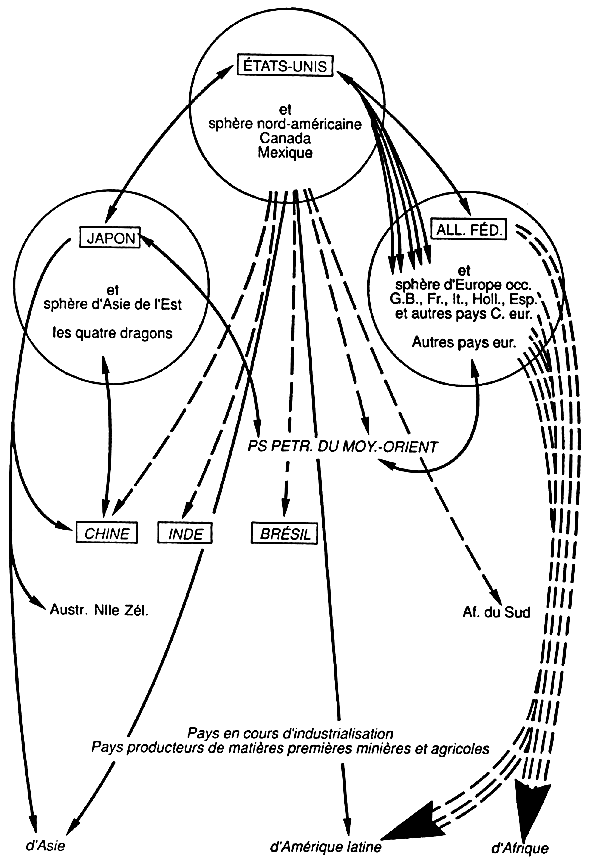 ÉTATS-UNIS
et
sphère nord-américaine
Canada
Mexique
JAPON
et
sphère d'Asie de l'Est
les quatre dragons
ALL. FÉD.
et
sphère d'Europe occ.
G.B., Fr., It., Holl., Esp.
et autres pays C. eur.
Autres pays eur.
PS PETR. DU MOY.-ORIENT
CHINE
INDE
BRÉSIL
Austr. Nlle Zél.
Af. du Sud
Pays en cours d'industrialisation
Pays producteurs de matières premières minières et agricoles
d'Asie
d'Amérique latine
d'Afrique